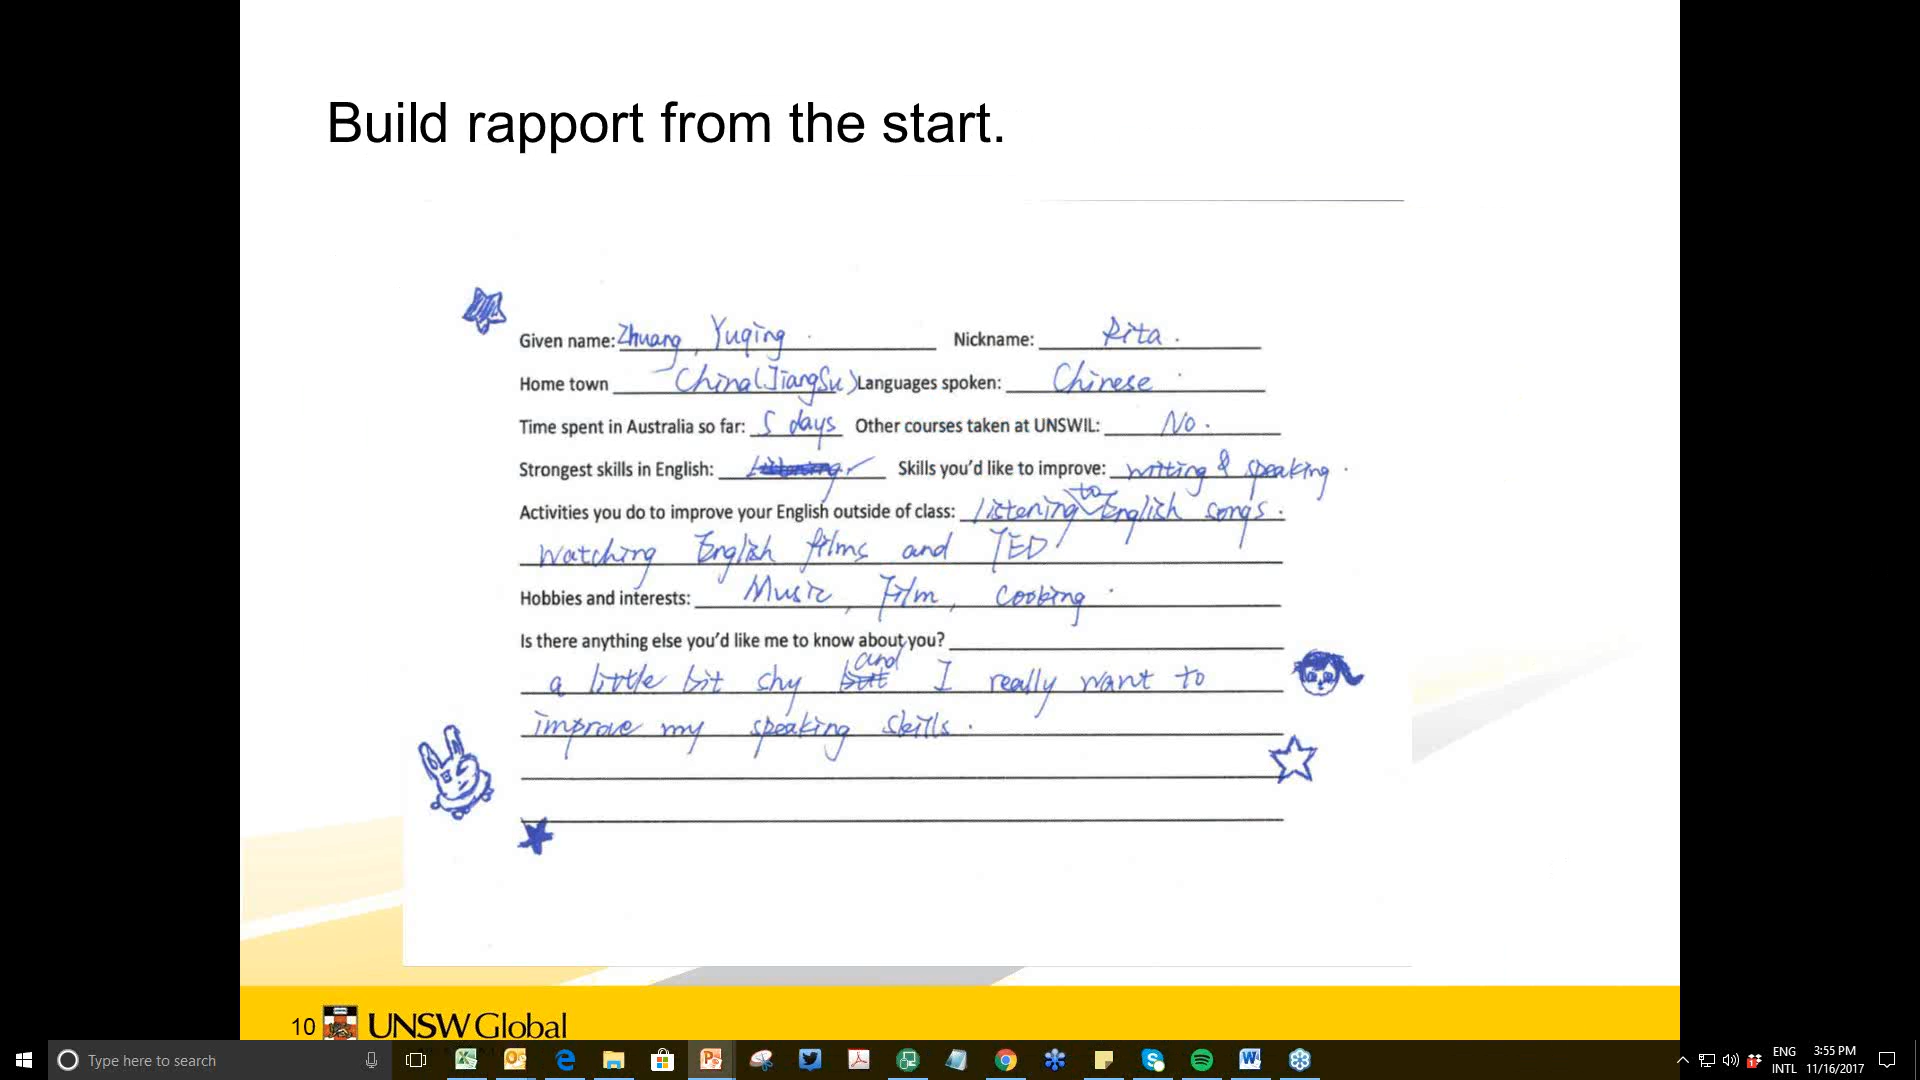 Build rapport from the start.
Given name: Zhuang, Yuqing. Nickname: Rita.
Home town China(JiangSu) Languages spoken: Chinese
Time spent in Australia so far: 5 days Other courses taken at UNSWIL: No.
Strongest skills in English: Listening Skills you'd like to improve: writing & speaking.
Activities you do to improve your English outside of class: listening to English songs.
watching English films and TED
Hobbies and interests: Music, Film, cooking.
Is there anything else you'd like me to know about you?
a little bit shy but and I really want to
improve my speaking skills.
10 UNSW Global
Type here to search
ENG 3:55 PM
INTL 11/16/2017